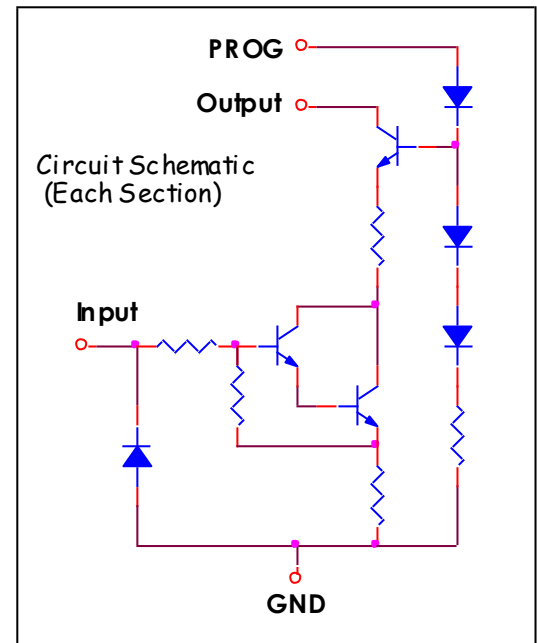 PROG
Output
Circuit Schematic
(Each Section)
Input
GND